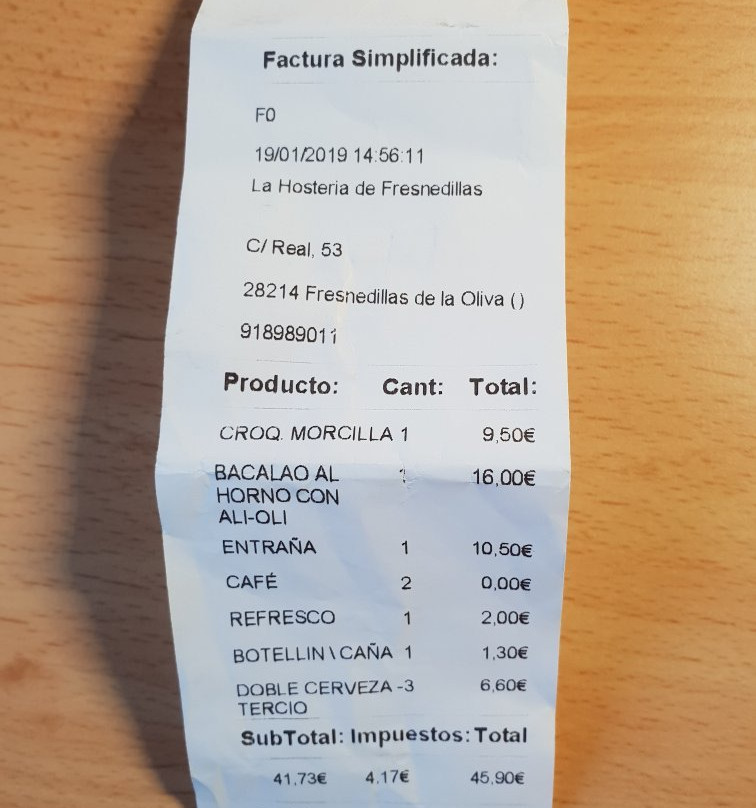 Factura Simplificada:
F0
19/01/2019 14:56:11
La Hosteria de Fresnedillas
C/ Real, 53
28214 Fresnedillas de la Oliva ()
918989011
Producto: Cant: Total:
CROQ. MORCILLA 1 9,50€
BACALAO AL 1 16,00€
HORNO CON
ALI-OLI
ENTRAÑA 1 10,50€
CAFÉ 2 0,00€
REFRESCO 1 2,00€
BOTELLIN \ CAÑA 1 1,30€
DOBLE CERVEZA -3 6,60€
TERCIO
SubTotal: Impuestos: Total
41,73€ 4,17€ 45,90€